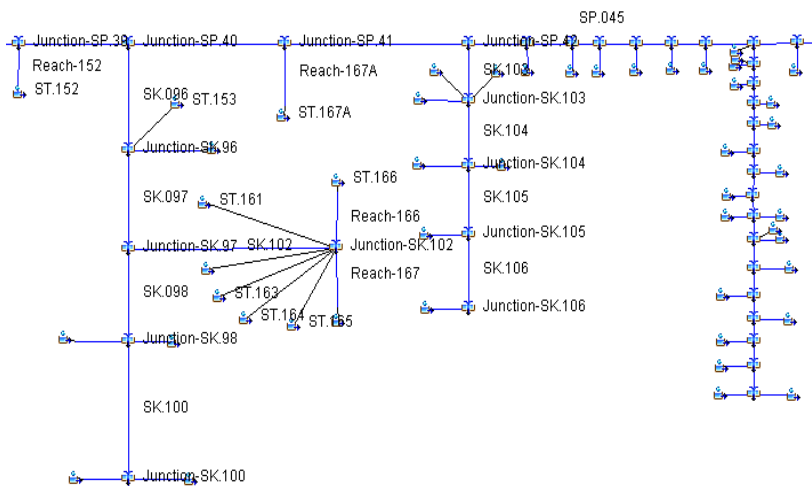 SP.045
Junction-SP.39
Junction-SP.40
Junction-SP.41
Junction-SP.42
Reach-152
Reach-167A
SK.103
ST.152
SK.096
ST.153
ST.167A
Junction-SK.103
SK.104
Junction-SK.96
Junction-SK.104
ST.166
SK.097
ST.161
SK.105
Reach-166
Junction-SK.105
Junction-SK.97
SK.102
Junction-SK.102
Reach-167
SK.106
SK.098
ST.163
Junction-SK.106
ST.164
ST.165
Junction-SK.98
SK.100
Junction-SK.100